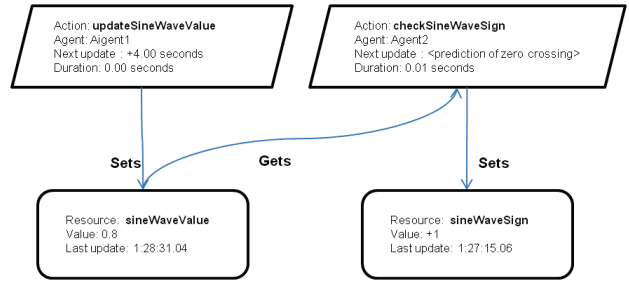 Action: updateSineWaveValue
Agent: Aigent1
Next update : +4.00 seconds
Duration: 0.00 seconds
Action: checkSineWaveSign
Agent: Agent2
Next update : <prediction of zero crossing>
Duration: 0.01 seconds
Sets
Gets
Sets
Resource: sineWaveValue
Value: 0.8
Last update: 1:28:31.04
Resource: sineWaveSign
Value: +1
Last update: 1:27:15.06